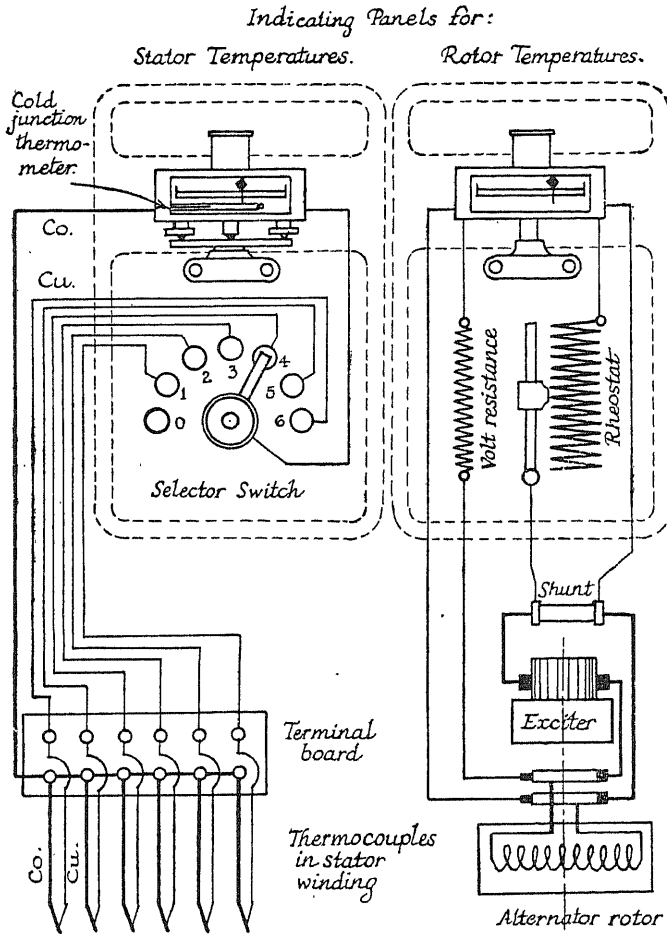 Indicating Panels for:
Stator Temperatures.
Rotor Temperatures.
Cold
junction
thermo-
meter.
Co.
Cu.
1
2
3
4
5
6
0
Selector Switch
Volt resistance
Rheostat
Shunt
Exciter
Terminal
board
Co.
Cu.
Thermocouples
in stator
winding
Alternator rotor